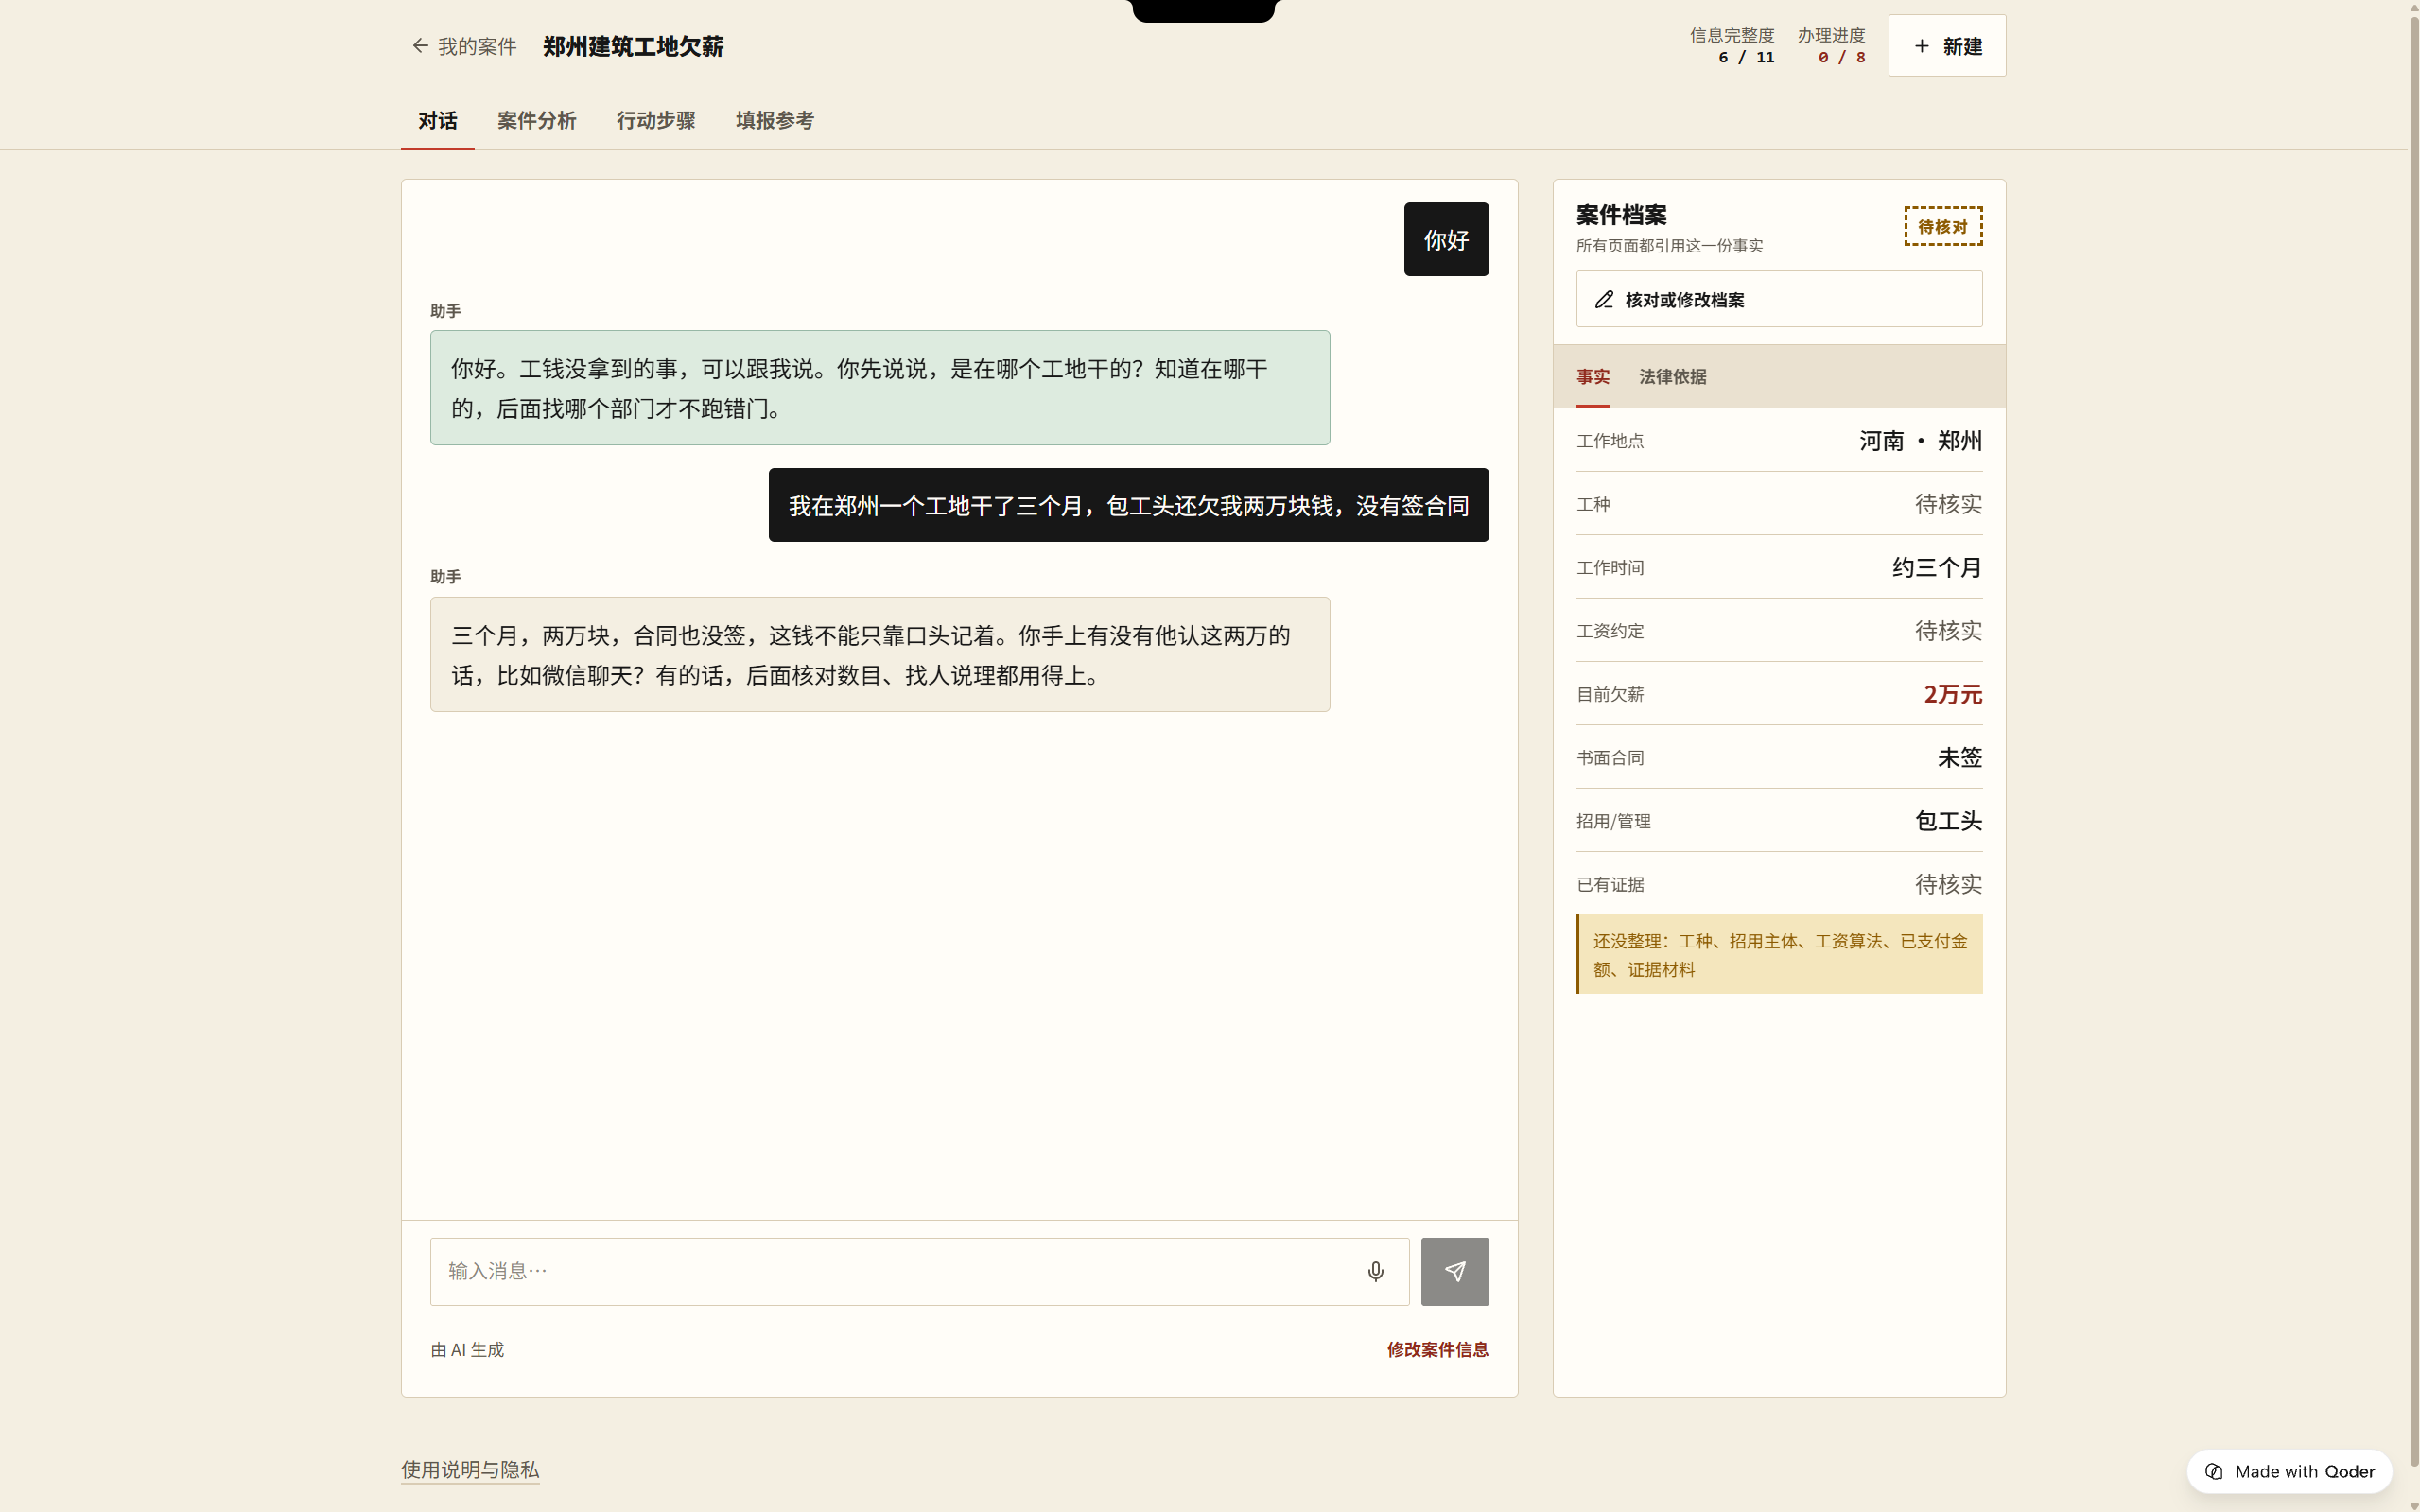 我的案件
郑州建筑工地欠薪
信息完整度
6 / 11
办理进度
0 / 8
新建
对话
案件分析
行动步骤
填报参考
你好
助手
你好。工钱没拿到的事，可以跟我说。你先说说，是在哪个工地干的？知道在哪干
的，后面找哪个部门才不跑错门。
我在郑州一个工地干了三个月，包工头还欠我两万块钱，没有签合同
助手
三个月，两万块，合同也没签，这钱不能只靠口头记着。你手上有没有他认这两万的
话，比如微信聊天？有的话，后面核对数目、找人说理都用得上。
输入消息…
由 AI 生成
修改案件信息
案件档案
所有页面都引用这一份事实
待核对
核对或修改档案
事实
法律依据
工作地点
河南 · 郑州
工种
待核实
工作时间
约三个月
工资约定
待核实
目前欠薪
2万元
书面合同
未签
招用/管理
包工头
已有证据
待核实
还没整理：工种、招用主体、工资算法、已支付金
额、证据材料
使用说明与隐私
Made with Qoder